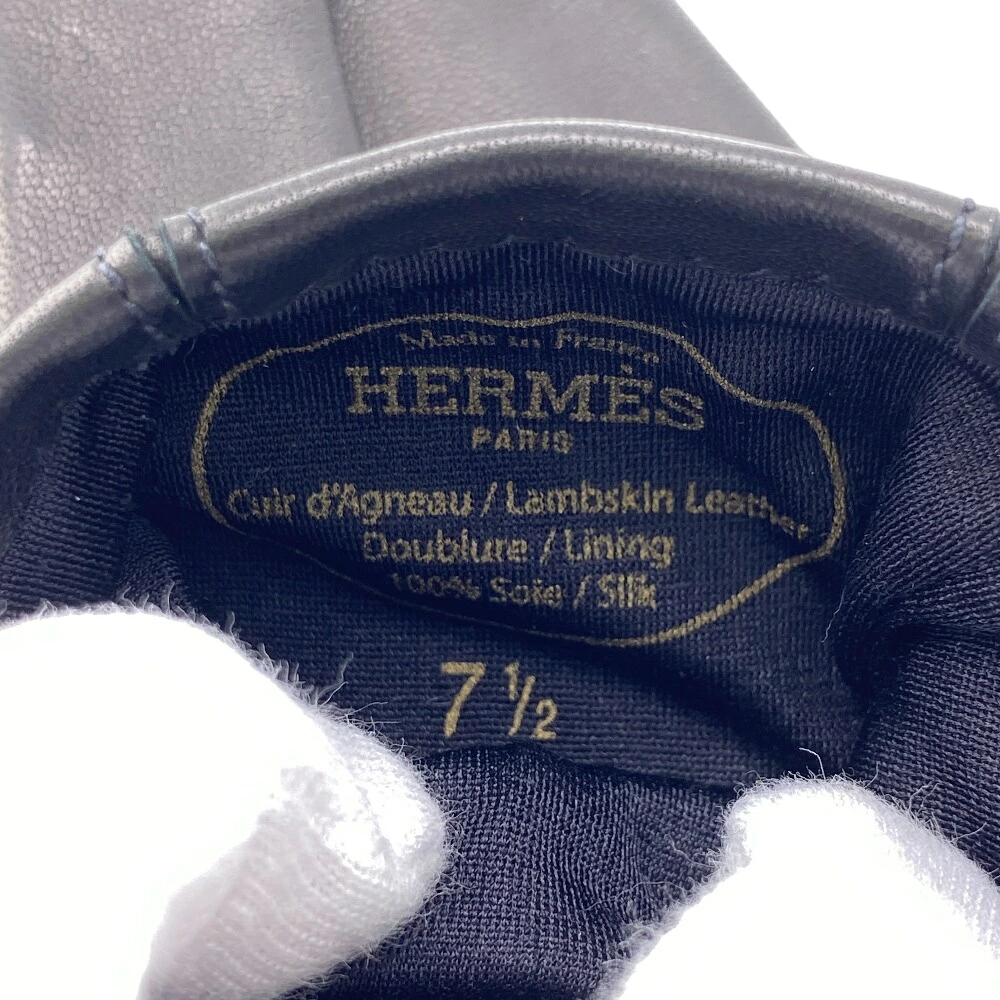 Made in France
HERMÈS
PARIS
Cuir d'Agneau / Lambskin Leather
Doublure / Lining
100% Soie / Silk
7 1/2